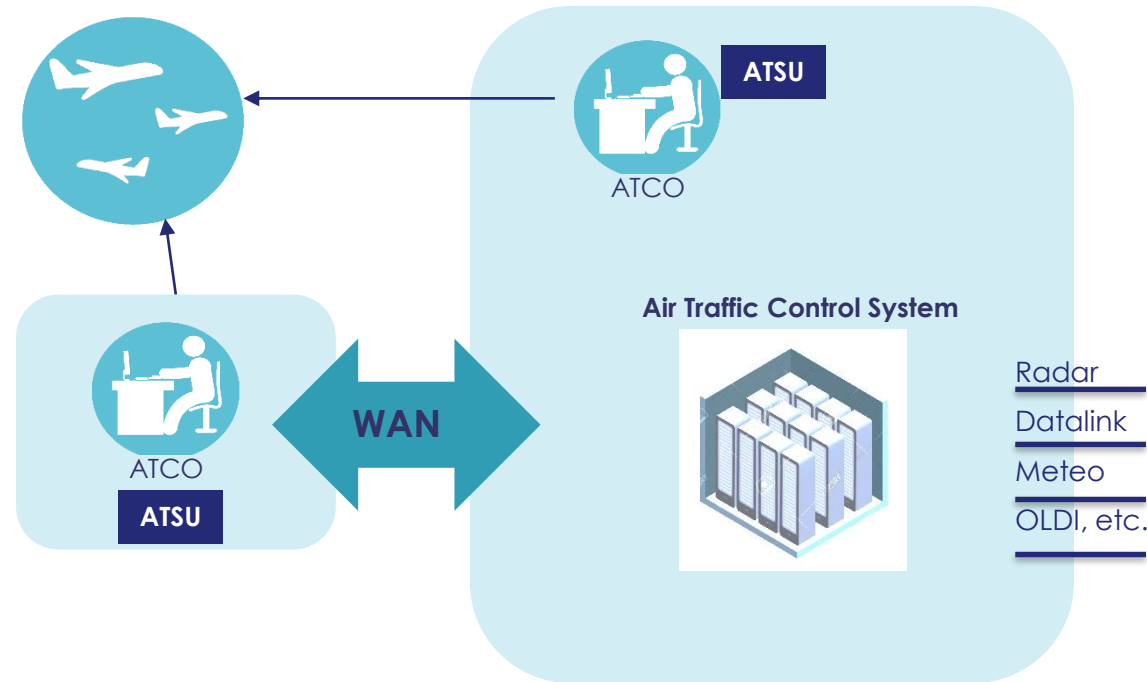 ATSU
ATCO
Air Traffic Control System
Radar
Datalink
Meteo
OLDI, etc.
WAN
ATCO
ATSU